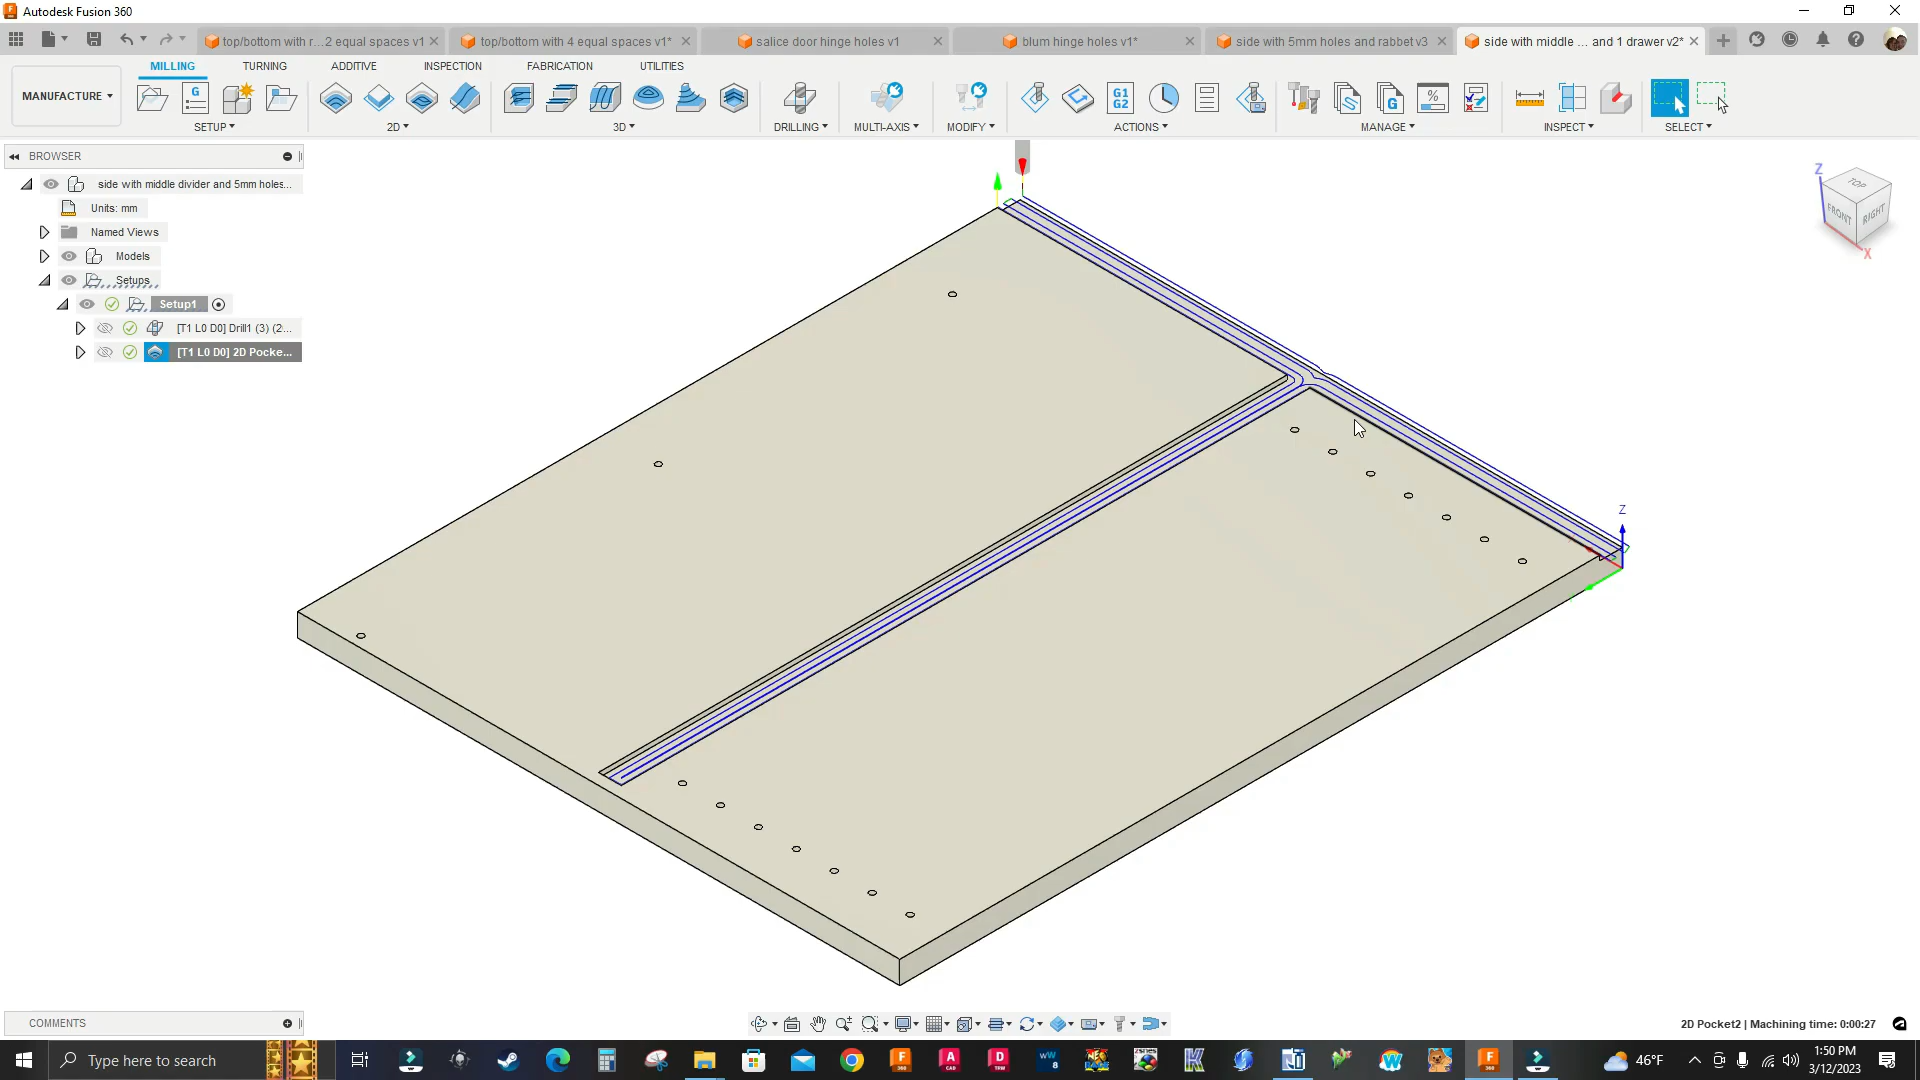 Autodesk Fusion 360
top/bottom with r...2 equal spaces v1
top/bottom with 4 equal spaces v1*
salice door hinge holes v1
blum hinge holes v1*
side with 5mm holes and rabbet v3
side with middle ... and 1 drawer v2*
MILLING
TURNING
ADDITIVE
INSPECTION
FABRICATION
UTILITIES
MANUFACTURE
G
G1
G2
%
SETUP
2D
3D
DRILLING
MULTI-AXIS
MODIFY
ACTIONS
MANAGE
INSPECT
SELECT
BROWSER
side with middle divider and 5mm holes...
Units: mm
Named Views
Models
Setups
Setup1
[T1 L0 D0] Drill1 (3) (2...
[T1 L0 D0] 2D Pocke...
Z
TOP
FRONT
RIGHT
X
Z
COMMENTS
2D Pocket2 | Machining time: 0:00:27
Type here to search
46°F
1:50 PM
3/12/2023